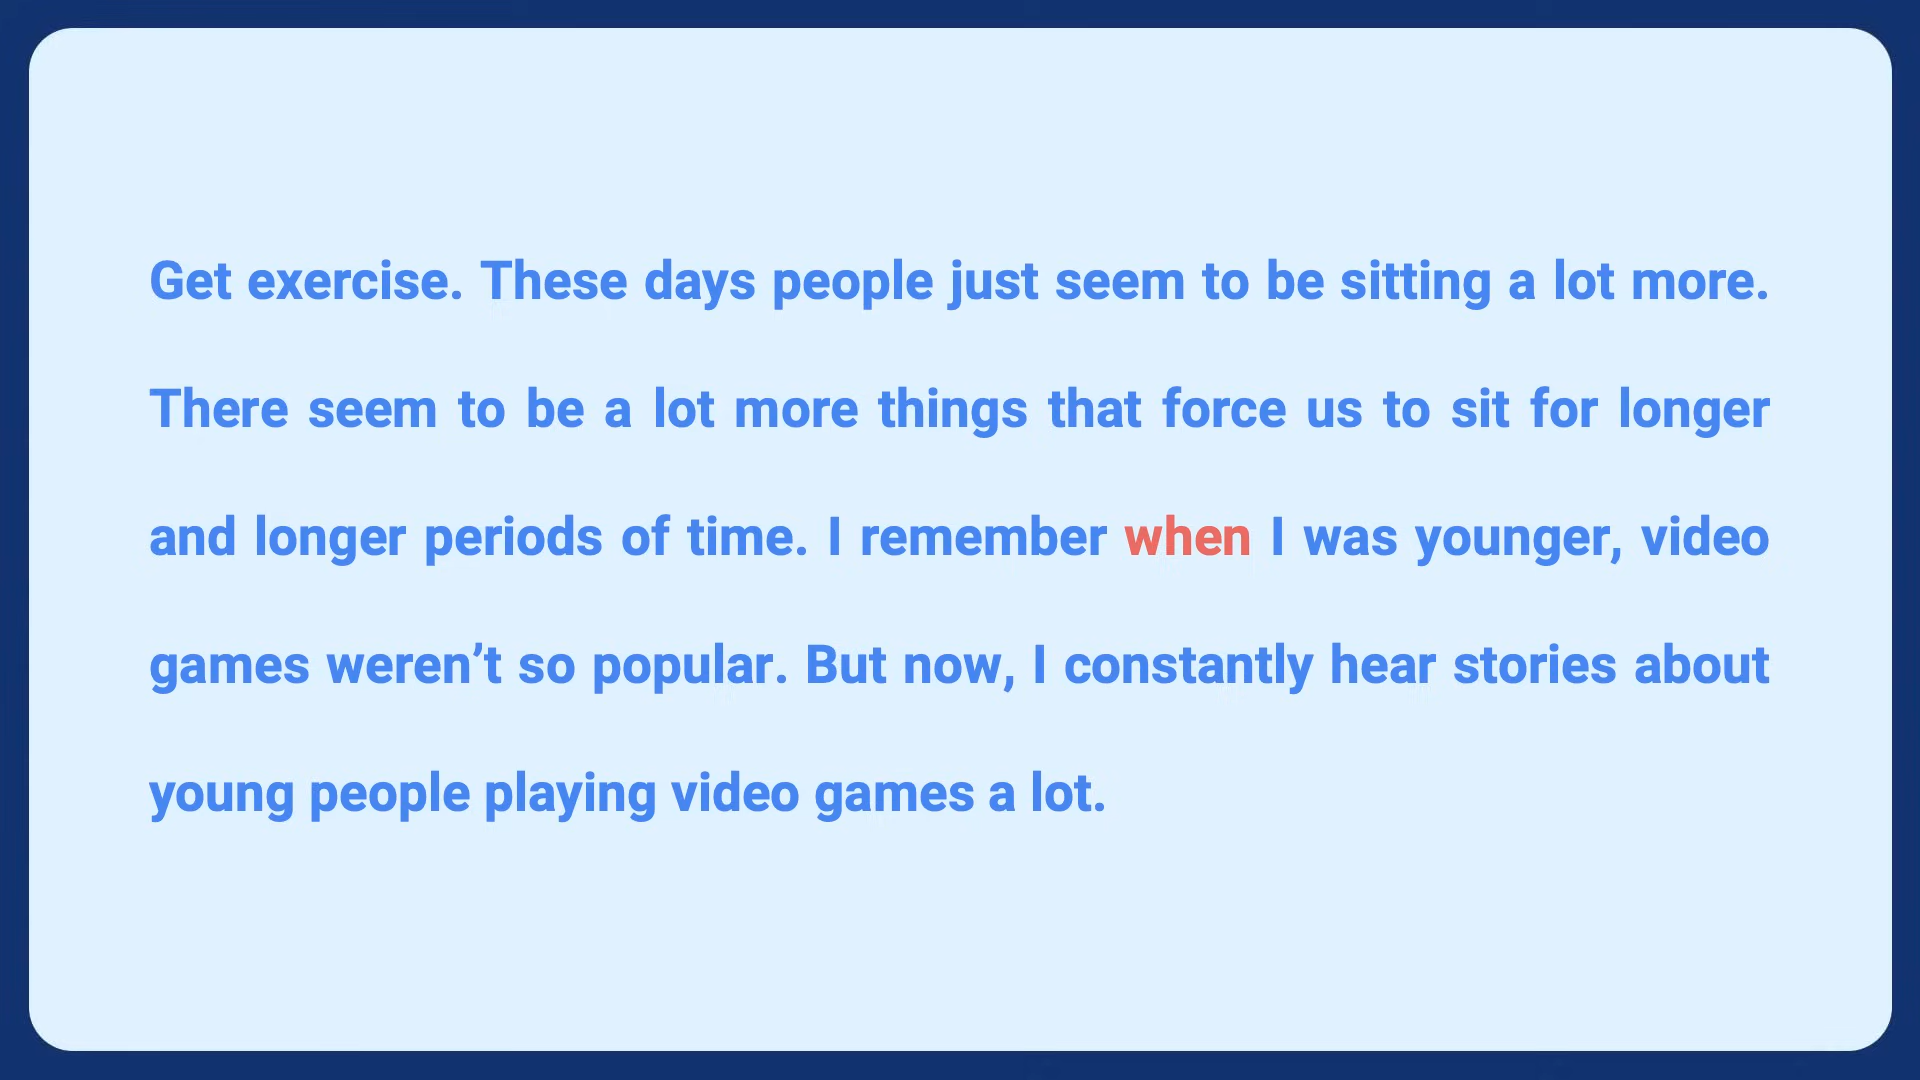 Get exercise. These days people just seem to be sitting a lot more.
There seem to be a lot more things that force us to sit for longer
and longer periods of time. I remember when I was younger, video
games weren’t so popular. But now, I constantly hear stories about
young people playing video games a lot.